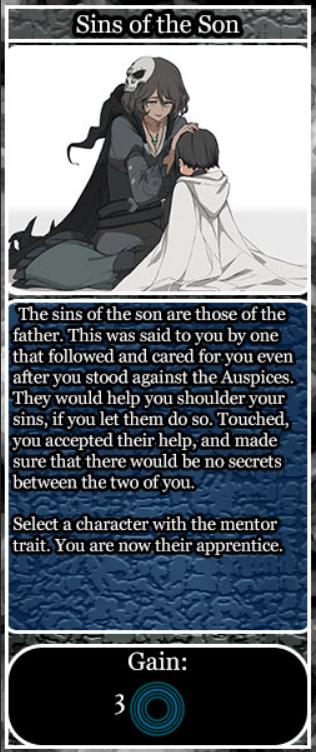 Sins of the Son
The sins of the son are those of the
father. This was said to you by one
that followed and cared for you even
after you stood against the Auspices.
They would help you shoulder your
sins, if you let them do so. Touched,
you accepted their help, and made
sure that there would be no secrets
between the two of you.
Select a character with the mentor
trait. You are now their apprentice.
Gain:
3